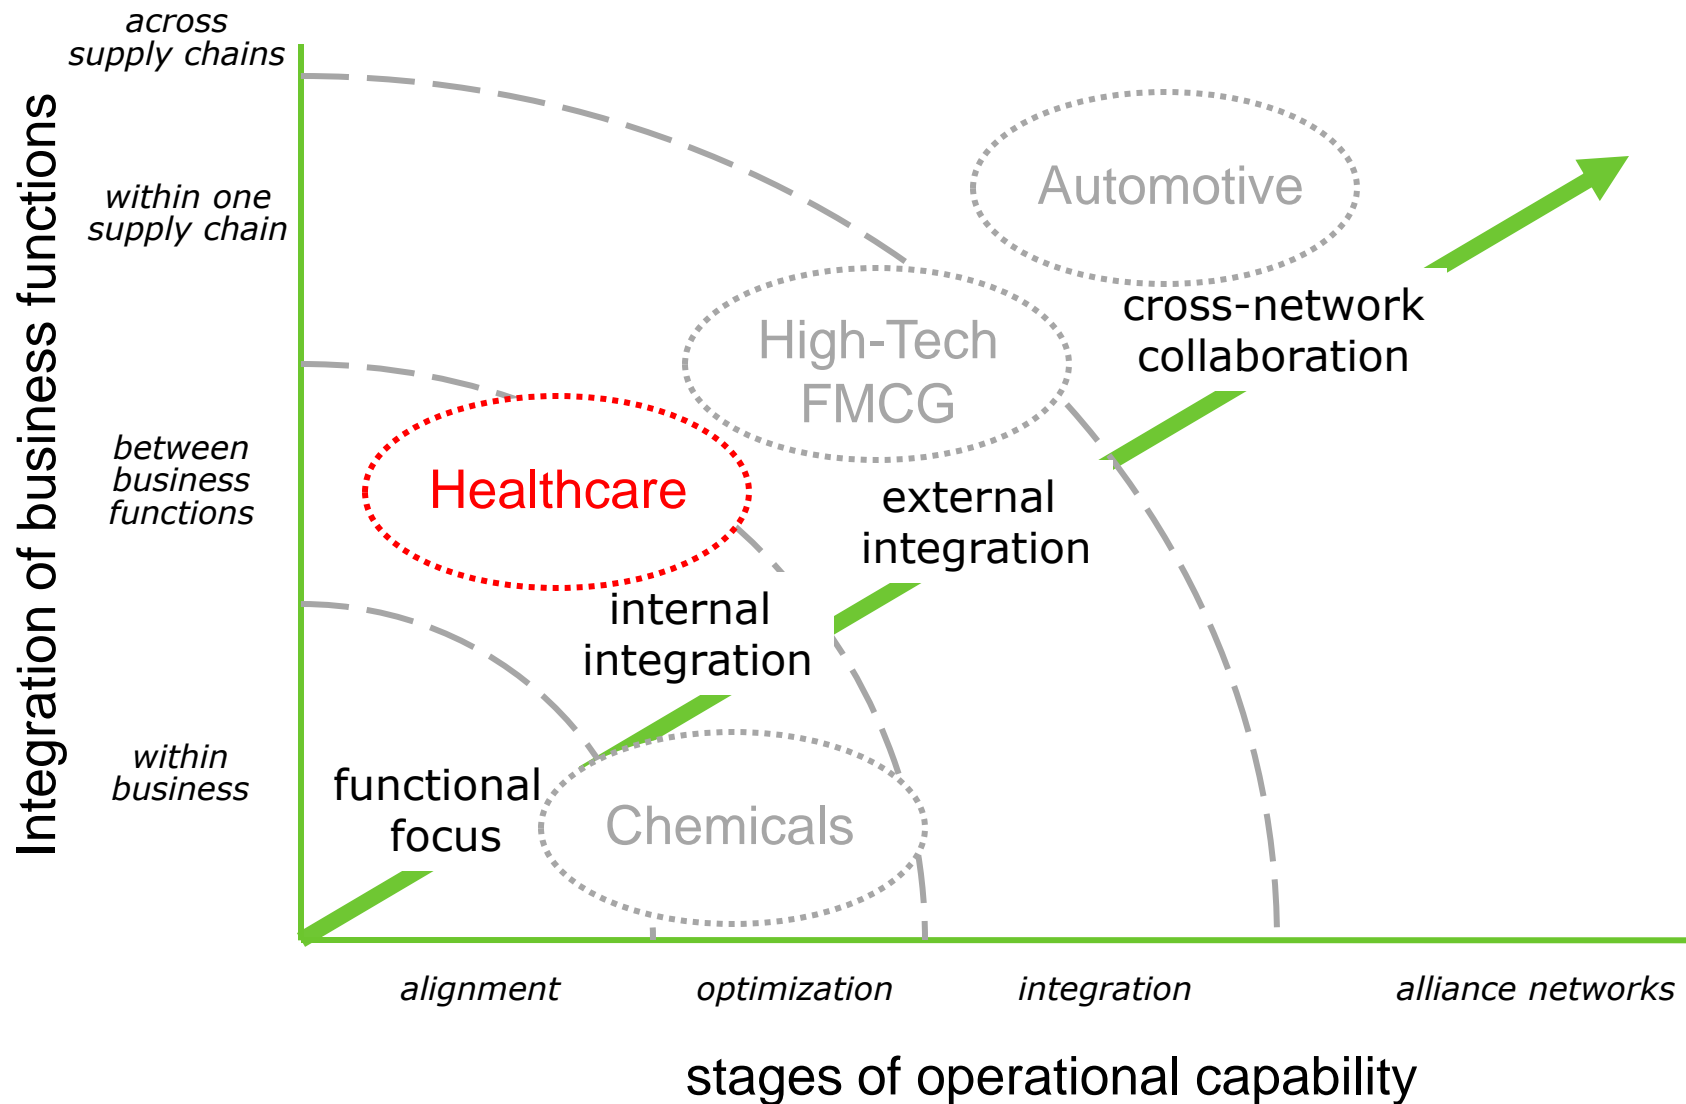 across
supply chains
within one
supply chain
between
business
functions
within
business
Integration of business functions
Automotive
cross-network
collaboration
High-Tech
FMCG
Healthcare
external
integration
internal
integration
functional
focus
Chemicals
alignment
optimization
integration
alliance networks
stages of operational capability